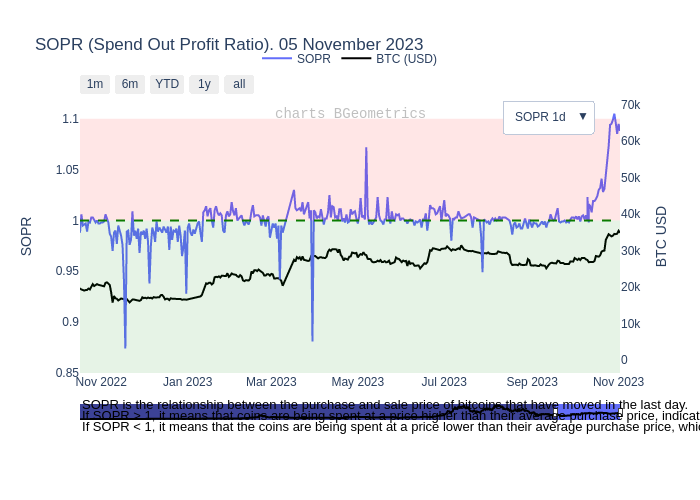 SOPR (Spend Out Profit Ratio). 05 November 2023
SOPR
BTC (USD)
1m
6m
YTD
1y
all
charts BGeometrics
SOPR 1d ▼
1.1
1.05
1
0.95
0.9
0.85
SOPR
70k
60k
50k
40k
30k
20k
10k
0
BTC USD
Nov 2022
Jan 2023
Mar 2023
May 2023
Jul 2023
Sep 2023
Nov 2023
SOPR is the relationship between the purchase and sale price of bitcoins that have moved in the last day.
If SOPR > 1, it means that coins are being spent at a price higher than their average purchase price, indicat
If SOPR < 1, it means that the coins are being spent at a price lower than their average purchase price, whic